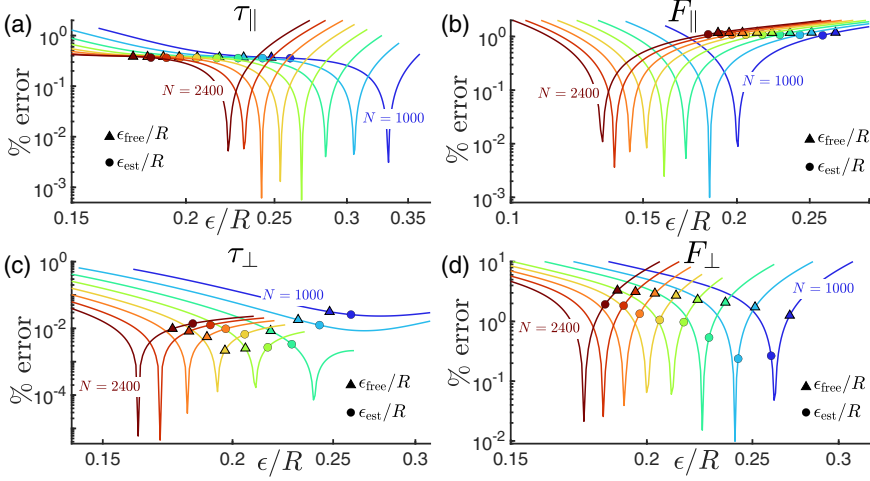 (a) τ∥
% error
10⁰
10⁻¹
10⁻²
10⁻³
N = 2400
N = 1000
ϵfree/R
ϵest/R
0.15 0.2 0.25 0.3 0.35
ϵ/R
(b) F∥
% error
10⁰
10⁻¹
10⁻²
10⁻³
N = 2400
N = 1000
ϵfree/R
ϵest/R
0.1 0.15 0.2 0.25
ϵ/R
(c) τ⊥
% error
10⁰
10⁻²
10⁻⁴
N = 1000
N = 2400
ϵfree/R
ϵest/R
0.15 0.2 0.25 0.3
ϵ/R
(d) F⊥
% error
10¹
10⁰
10⁻¹
10⁻²
N = 1000
N = 2400
ϵfree/R
ϵest/R
0.15 0.2 0.25 0.3
ϵ/R